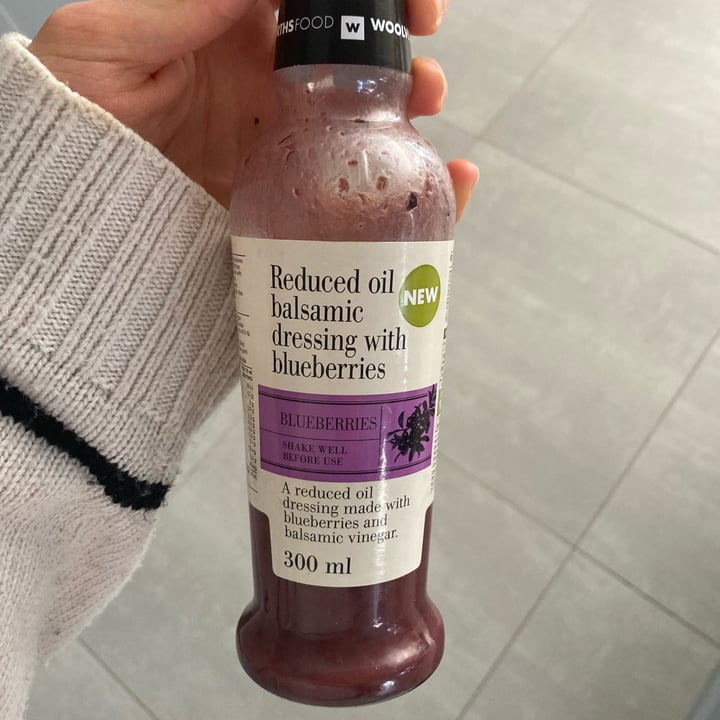 THSFOOD W WOOL
Reduced oil
balsamic
dressing with
blueberries
NEW
BLUEBERRIES
SHAKE WELL
BEFORE USE
A reduced oil
dressing made with
blueberries and
balsamic vinegar.
300 ml